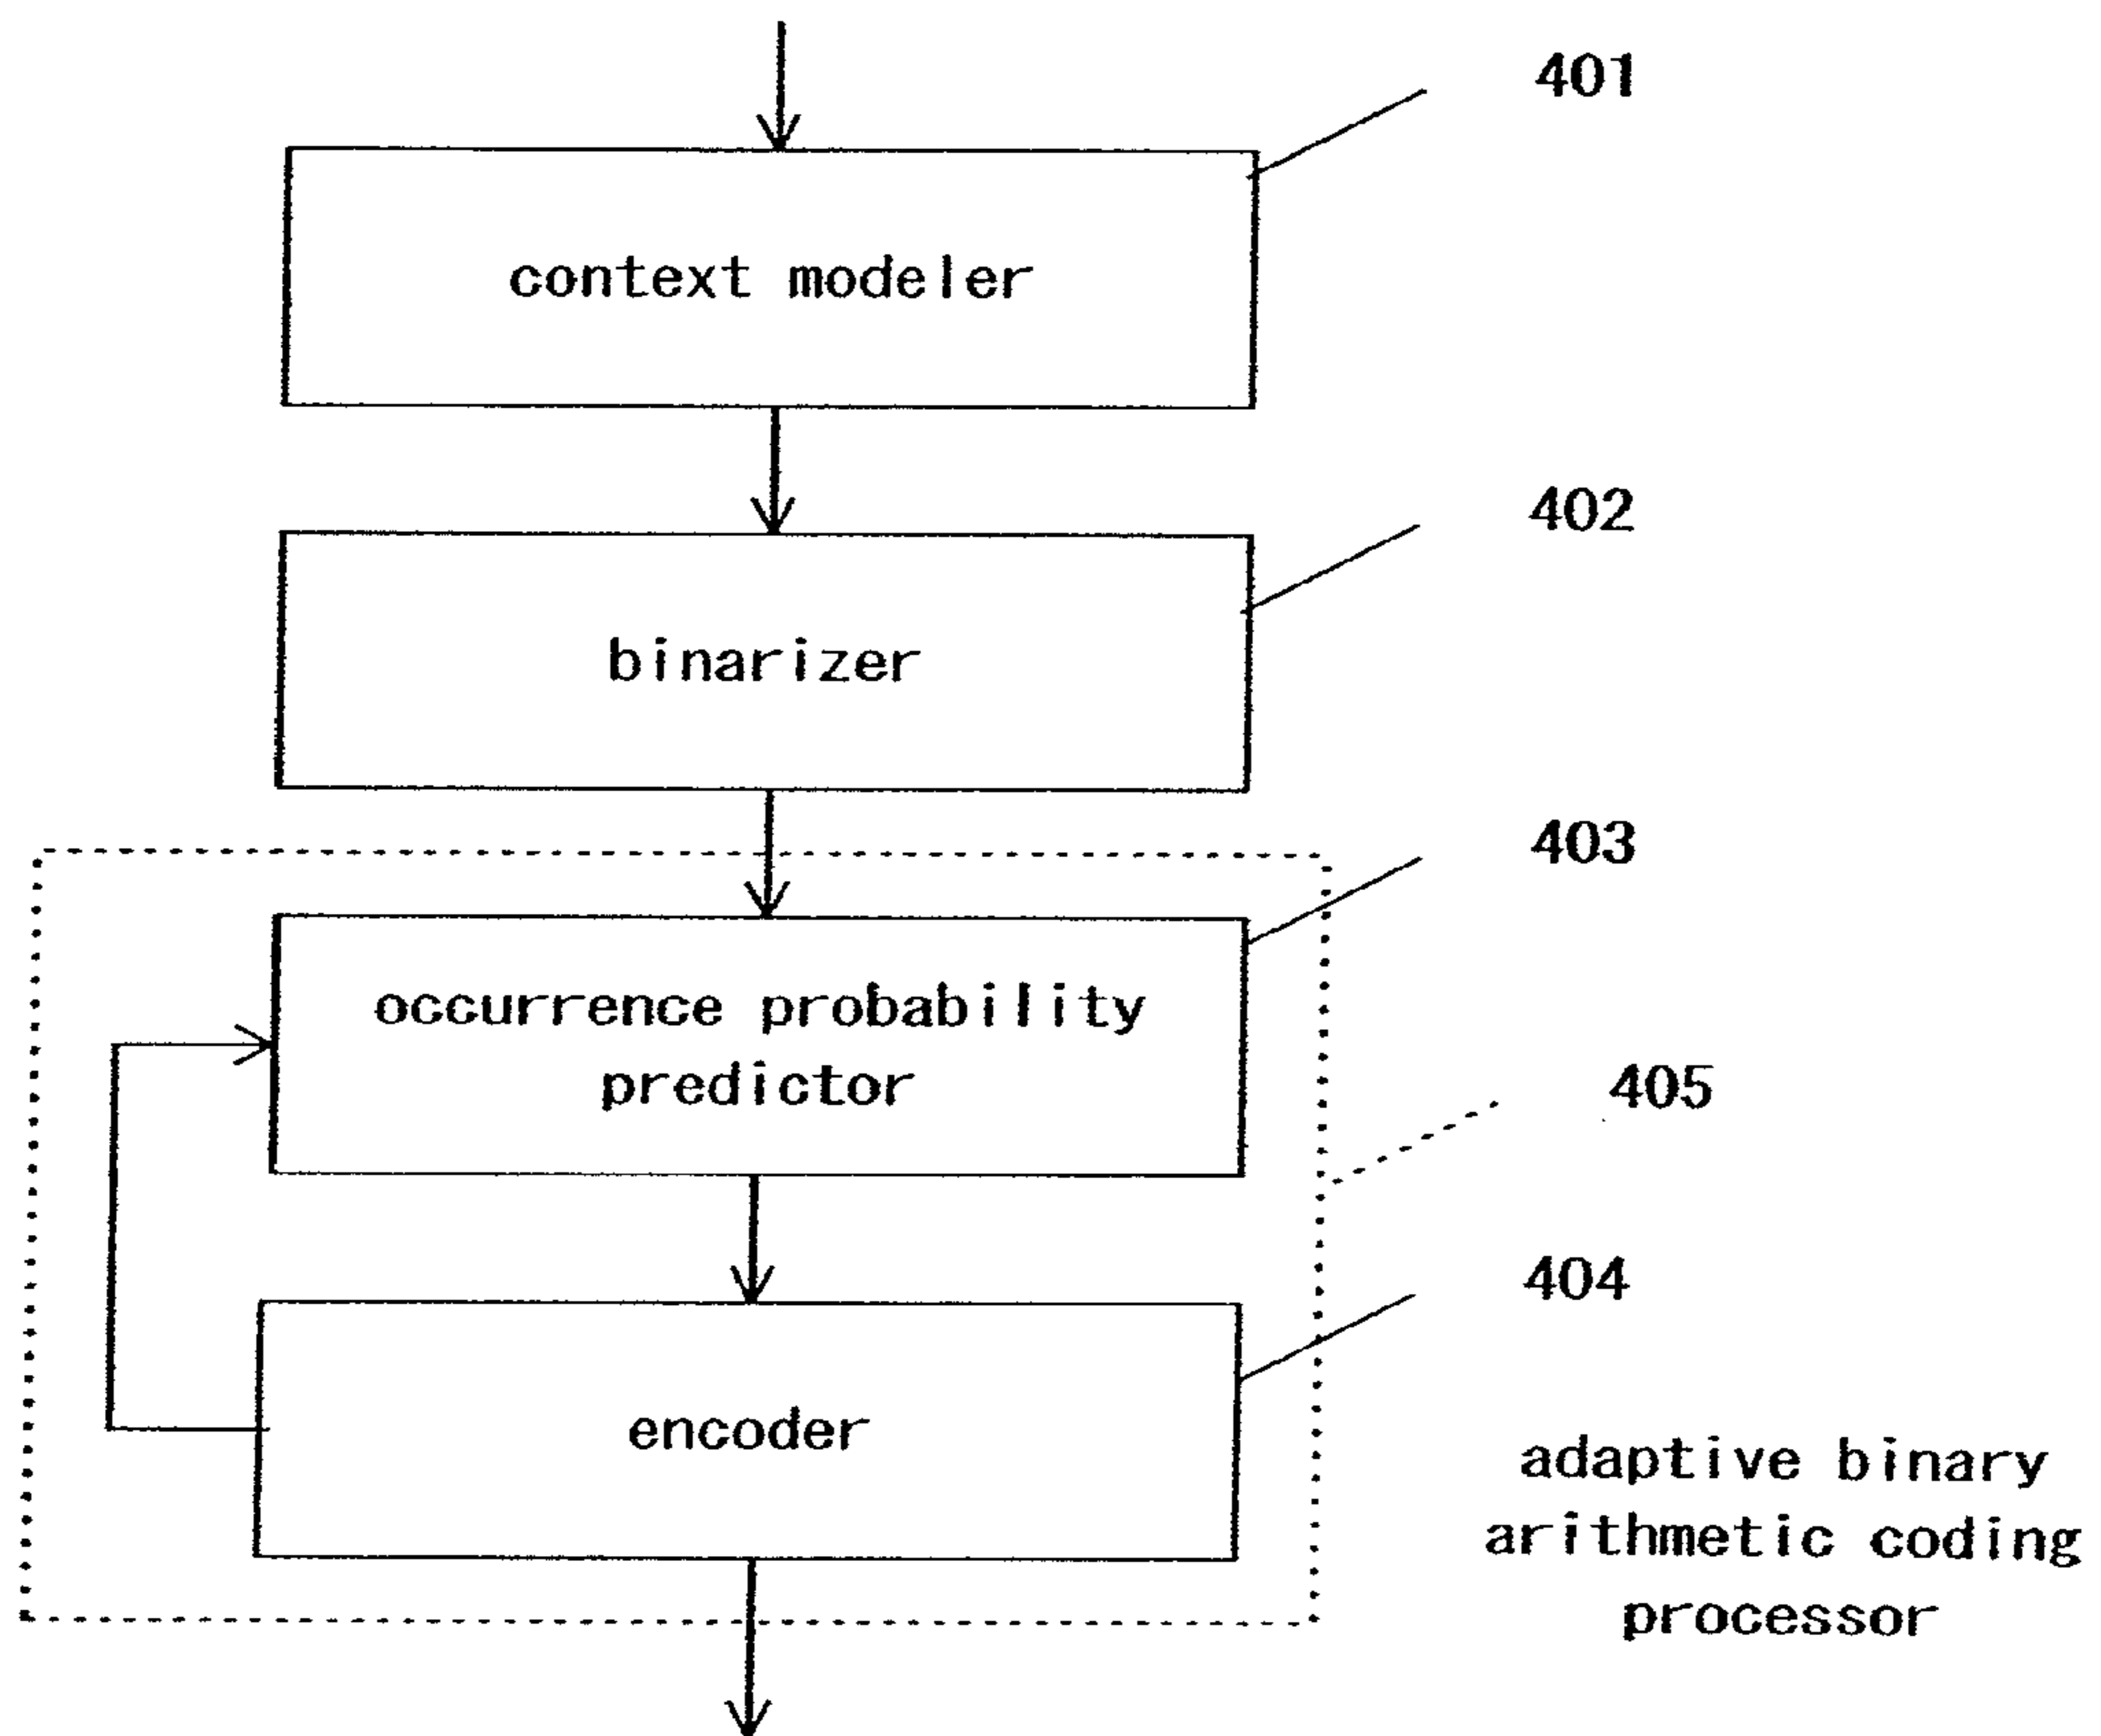 401
context modeler
402
binarizer
403
occurrence probability
predictor
405
404
encoder
adaptive binary
arithmetic coding
processor